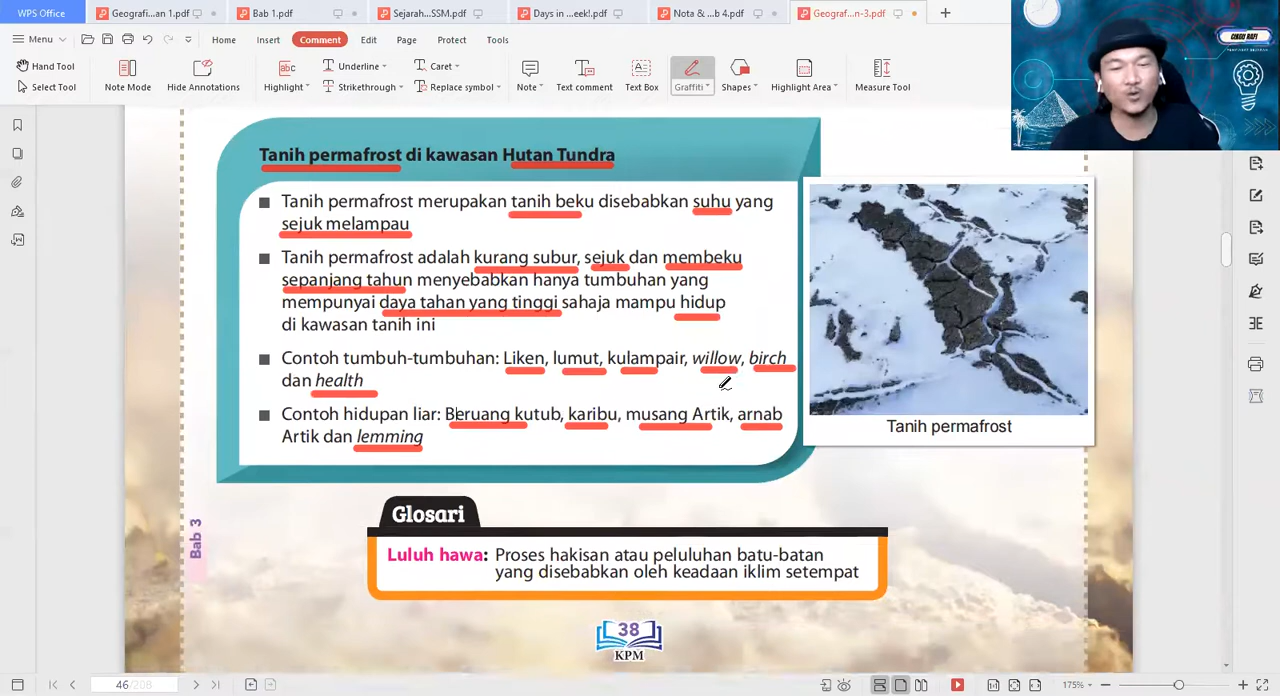 WPS Office
Geografi...an 1.pdf
Bab 1.pdf
Sejarah....SSM.pdf
Days in ...eek!.pdf
Nota & ...b 4.pdf
Geograf...n-3.pdf
Menu
Home
Insert
Comment
Edit
Page
Protect
Tools
Hand Tool
Select Tool
Note Mode
Hide Annotations
Highlight
Underline
Strikethrough
Caret
Replace symbol
Note
Text comment
Text Box
Graffiti
Shapes
Highlight Area
Measure Tool
CIKGU RAFI
Tanih permafrost di kawasan Hutan Tundra
Tanih permafrost merupakan tanih beku disebabkan suhu yang
sejuk melampau
Tanih permafrost adalah kurang subur, sejuk dan membeku
sepanjang tahun menyebabkan hanya tumbuhan yang
mempunyai daya tahan yang tinggi sahaja mampu hidup
di kawasan tanih ini
Contoh tumbuh-tumbuhan: Liken, lumut, kulampair, willow, birch
dan health
Contoh hidupan liar: Beruang kutub, karibu, musang Artik, arnab
Artik dan lemming
Tanih permafrost
Glosari
Luluh hawa: Proses hakisan atau peluluhan batu-batan
yang disebabkan oleh keadaan iklim setempat
Bab 3
38
KPM
46/208
175%